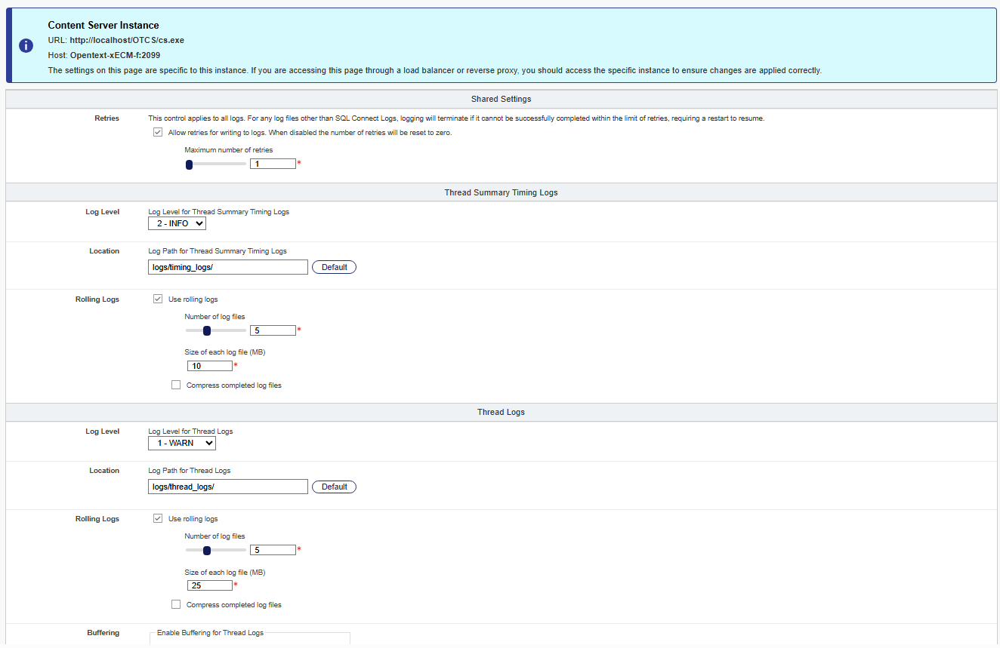 Content Server Instance
URL: http://localhost/OTCS/cs.exe
Host: Opentext-xECM-f:2099
The settings on this page are specific to this instance. If you are accessing this page through a load balancer or reverse proxy, you should access the specific instance to ensure changes are applied correctly.
Shared Settings
Retries
This control applies to all logs. For any log files other than SQL Connect Logs, logging will terminate if it cannot be successfully completed within the limit of retries, requiring a restart to resume.
Allow retries for writing to logs. When disabled the number of retries will be reset to zero.
Maximum number of retries
1 *
Thread Summary Timing Logs
Log Level
Log Level for Thread Summary Timing Logs
2 - INFO
Location
Log Path for Thread Summary Timing Logs
logs/timing_logs/ Default
Rolling Logs
Use rolling logs
Number of log files
5 *
Size of each log file (MB)
10 *
Compress completed log files
Thread Logs
Log Level
Log Level for Thread Logs
1 - WARN
Location
Log Path for Thread Logs
logs/thread_logs/ Default
Rolling Logs
Use rolling logs
Number of log files
5 *
Size of each log file (MB)
25 *
Compress completed log files
Buffering
Enable Buffering for Thread Logs